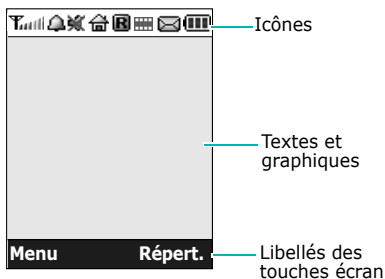 Icônes
Textes et
graphiques
Menu Répert.
Libellés des
touches écran